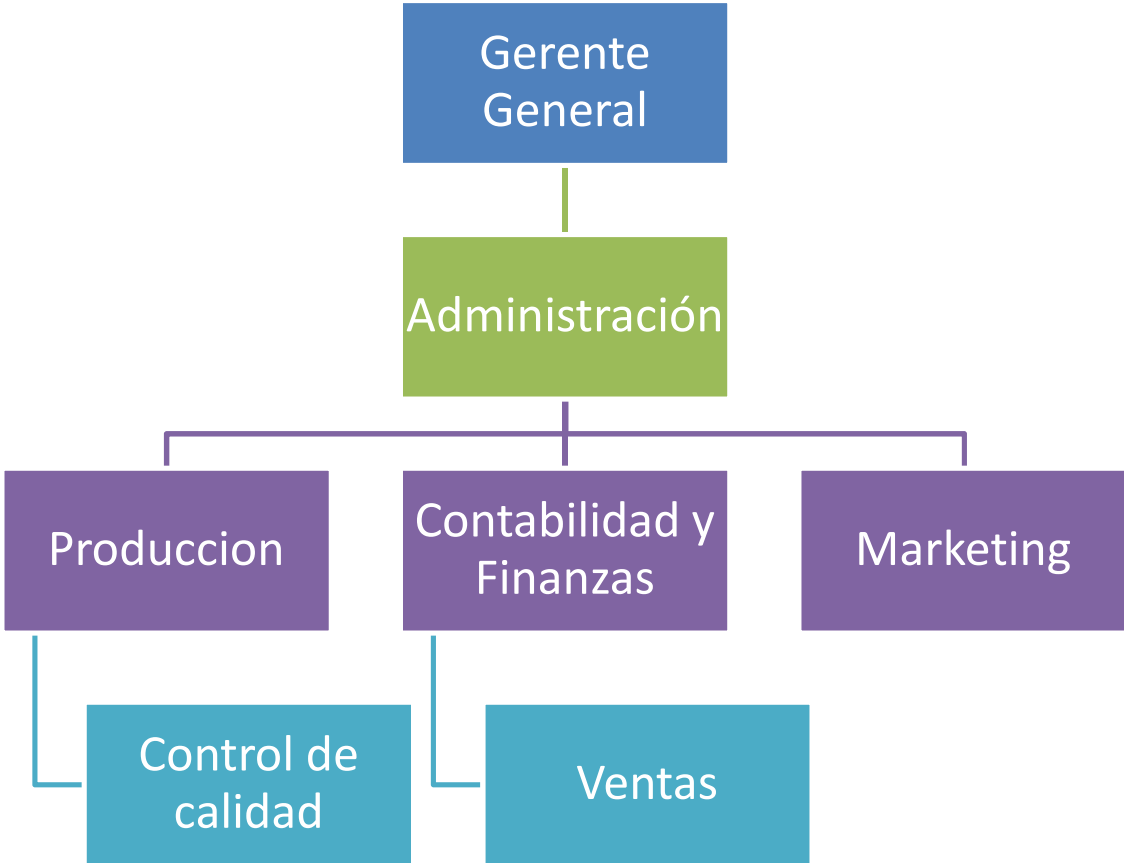 Gerente
General
Administración
Produccion
Contabilidad y
Finanzas
Marketing
Control de
calidad
Ventas